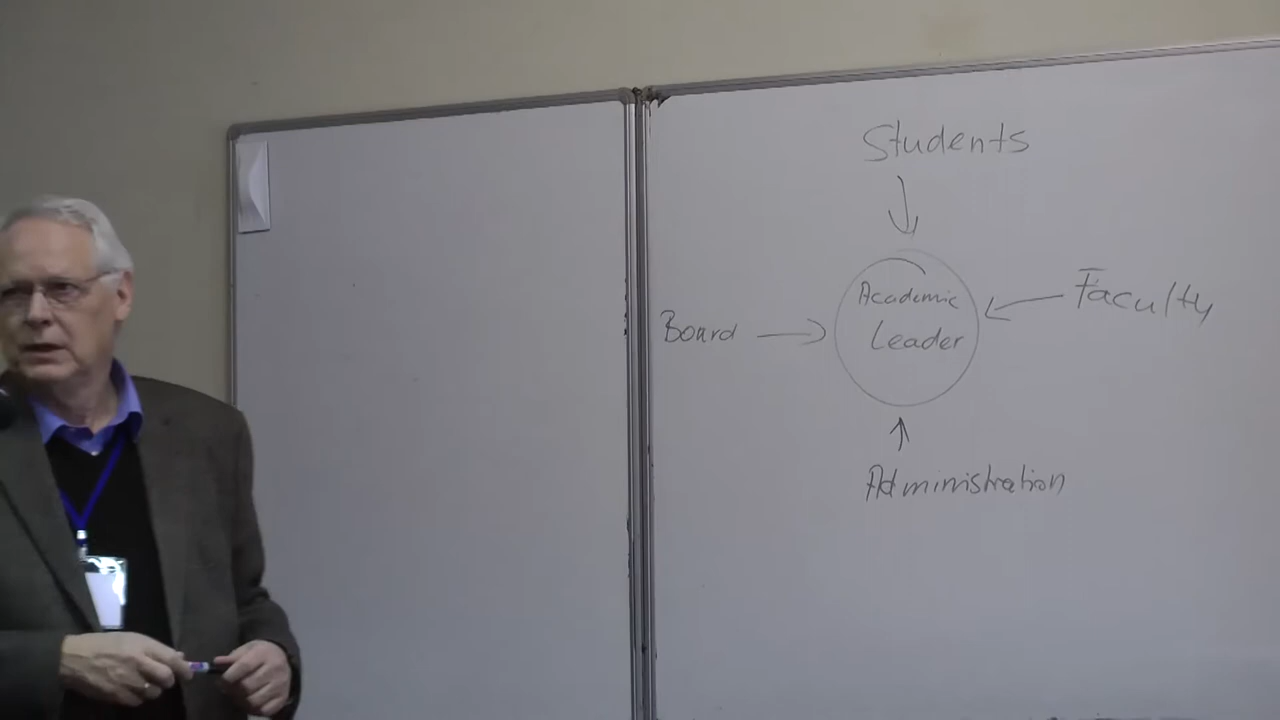 Students
Academic
Leader
Board
Faculty
Administration